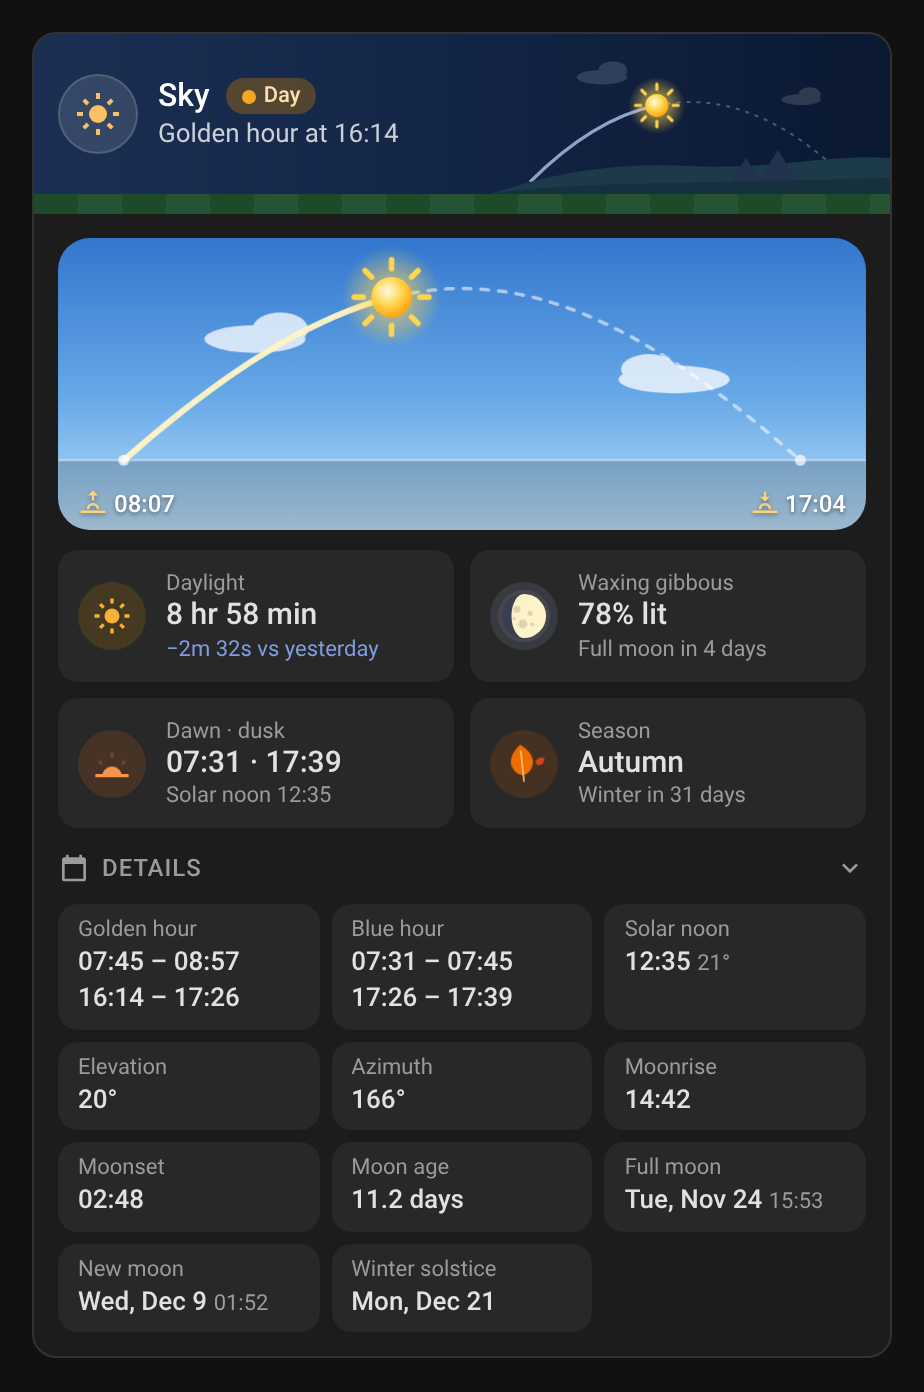 Sky
Day
Golden hour at 16:14
08:07
17:04
Daylight
8 hr 58 min
−2m 32s vs yesterday
Waxing gibbous
78% lit
Full moon in 4 days
Dawn · dusk
07:31 · 17:39
Solar noon 12:35
Season
Autumn
Winter in 31 days
DETAILS
Golden hour
07:45 – 08:57
16:14 – 17:26
Blue hour
07:31 – 07:45
17:26 – 17:39
Solar noon
12:35 21°
Elevation
20°
Azimuth
166°
Moonrise
14:42
Moonset
02:48
Moon age
11.2 days
Full moon
Tue, Nov 24 15:53
New moon
Wed, Dec 9 01:52
Winter solstice
Mon, Dec 21